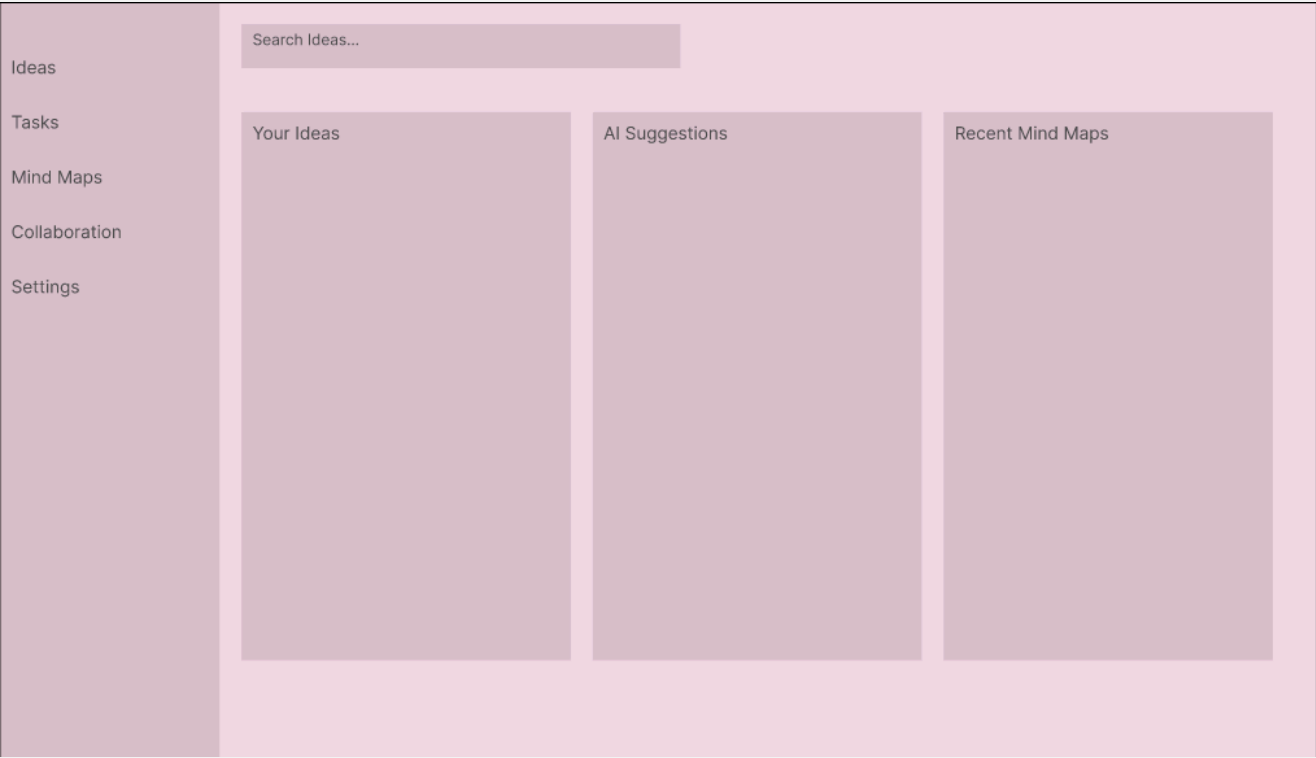 Ideas
Tasks
Mind Maps
Collaboration
Settings
Search Ideas...
Your Ideas
AI Suggestions
Recent Mind Maps